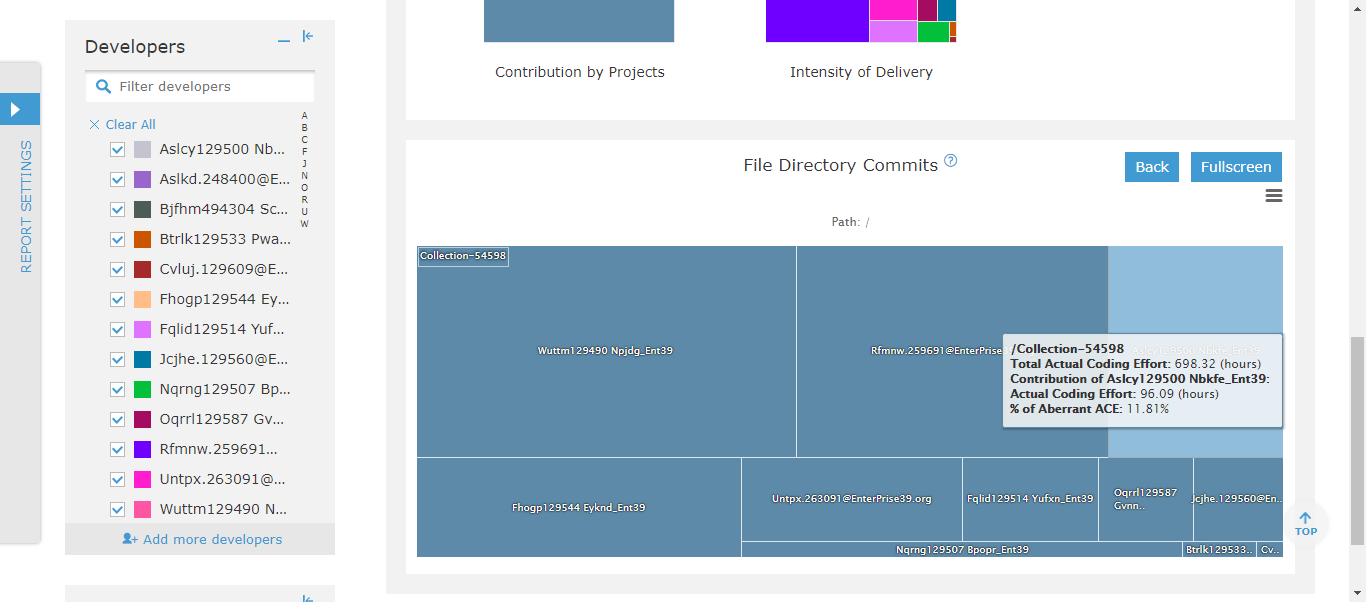 Developers
Filter developers
Clear All
Aslcy129500 Nb...
Aslkd.248400@E...
Bjfhm494304 Sc...
Btrlk129533 Pwa...
Cvluj.129609@E...
Fhogp129544 Ey...
Fqlid129514 Yuf...
Jcjhe.129560@E...
Nqrng129507 Bp...
Oqrrl129587 Gv...
Rfmnw.259691...
Untpx.263091@...
Wuttm129490 N...
A
B
C
F
J
N
O
R
U
W
Add more developers
REPORT SETTINGS
Contribution by Projects
Intensity of Delivery
File Directory Commits ?
Back
Fullscreen
Path: /
Collection-54598
Wuttm129490 Npjdg_Ent39
Rfmnw.259691@EnterPrise
/Collection-54598
Total Actual Coding Effort: 698.32 (hours)
Contribution of Aslcy129500 Nbkfe_Ent39:
Actual Coding Effort: 96.09 (hours)
% of Aberrant ACE: 11.81%
Fhogp129544 Eyknd_Ent39
Untpx.263091@EnterPrise39.org
Fqlid129514 Yufxn_Ent39
Oqrrl129587
Gvnn..
Jcjhe.129560@En..
Nqrng129507 Bpopr_Ent39
Btrlk129533..
Cv..
TOP